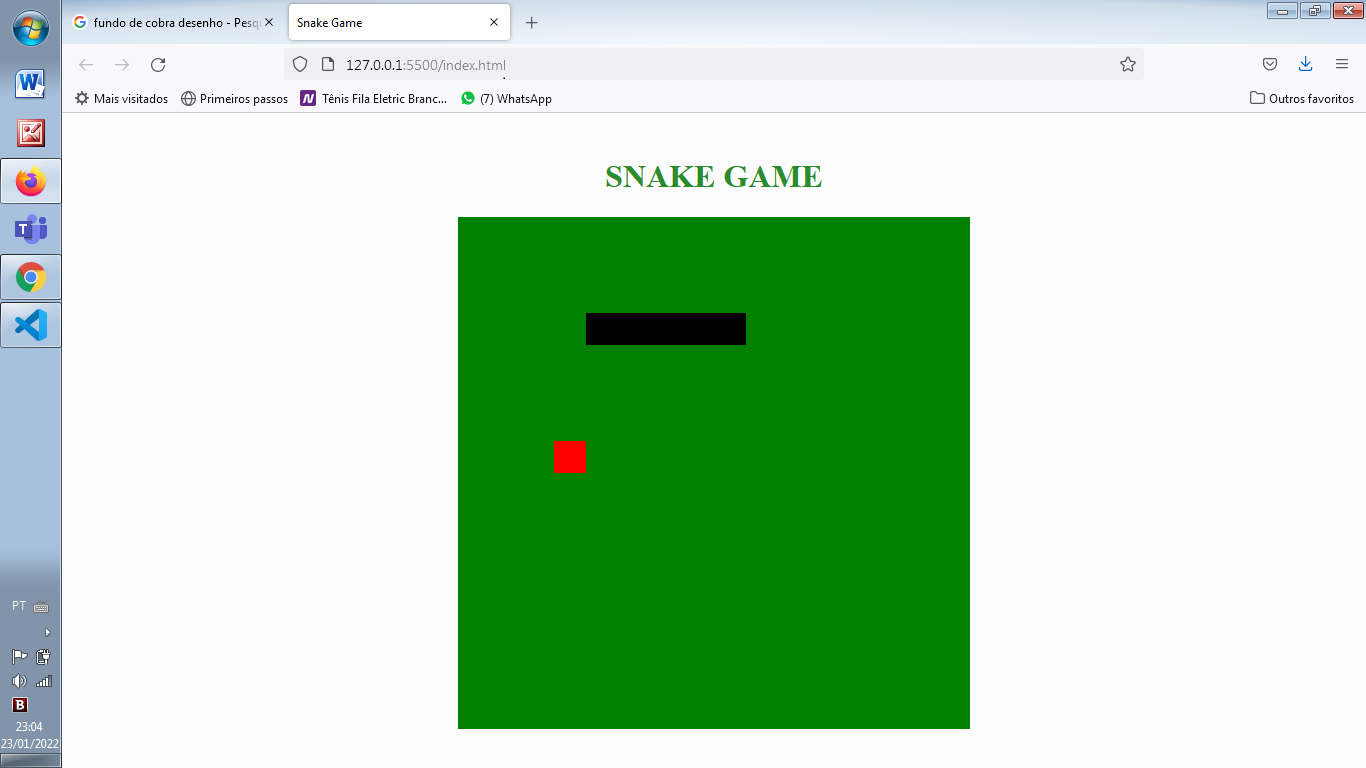 fundo de cobra desenho - Pesq
Snake Game
127.0.0.1:5500/index.html
Mais visitados
Primeiros passos
N
Tênis Fila Eletric Branc...
(7) WhatsApp
Outros favoritos
SNAKE GAME
W
T
PT
B
23:04
23/01/2022